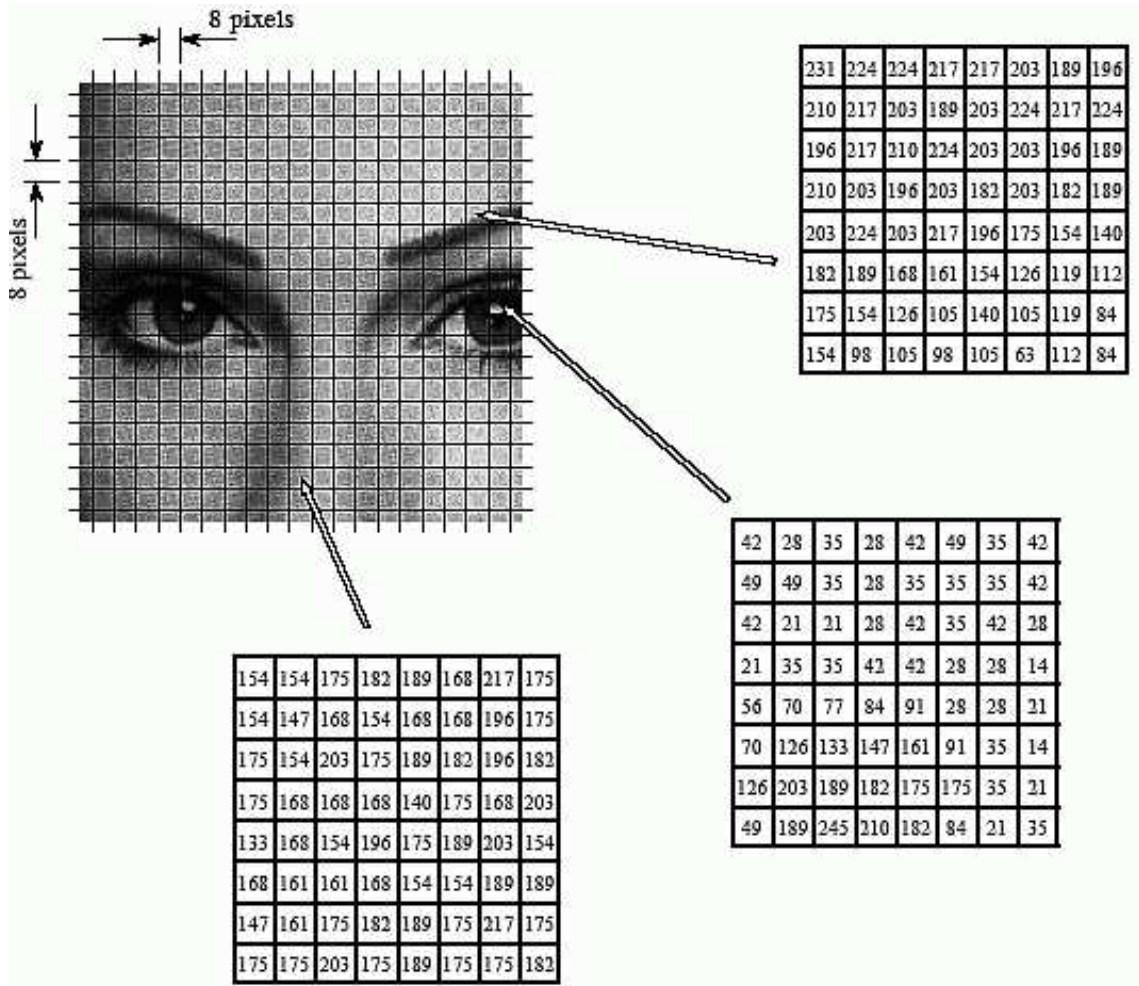 8 pixels
8 pixels
231 224 224 217 217 203 189 196
210 217 203 189 203 224 217 224
196 217 210 224 203 203 196 189
210 203 196 203 182 203 182 189
203 224 203 217 196 175 154 140
182 189 168 161 154 126 119 112
175 154 126 105 140 105 119 84
154 98 105 98 105 63 112 84
42 28 35 28 42 49 35 42
49 49 35 28 35 35 35 42
42 21 21 28 42 35 42 28
21 35 35 42 42 28 28 14
56 70 77 84 91 28 28 21
70 126 133 147 161 91 35 14
126 203 189 182 175 175 35 21
49 189 245 210 182 84 21 35
154 154 175 182 189 168 217 175
154 147 168 154 168 168 196 175
175 154 203 175 189 182 196 182
175 168 168 168 140 175 168 203
133 168 154 196 175 189 203 154
168 161 161 168 154 154 189 189
147 161 175 182 189 175 217 175
175 175 203 175 189 175 175 182